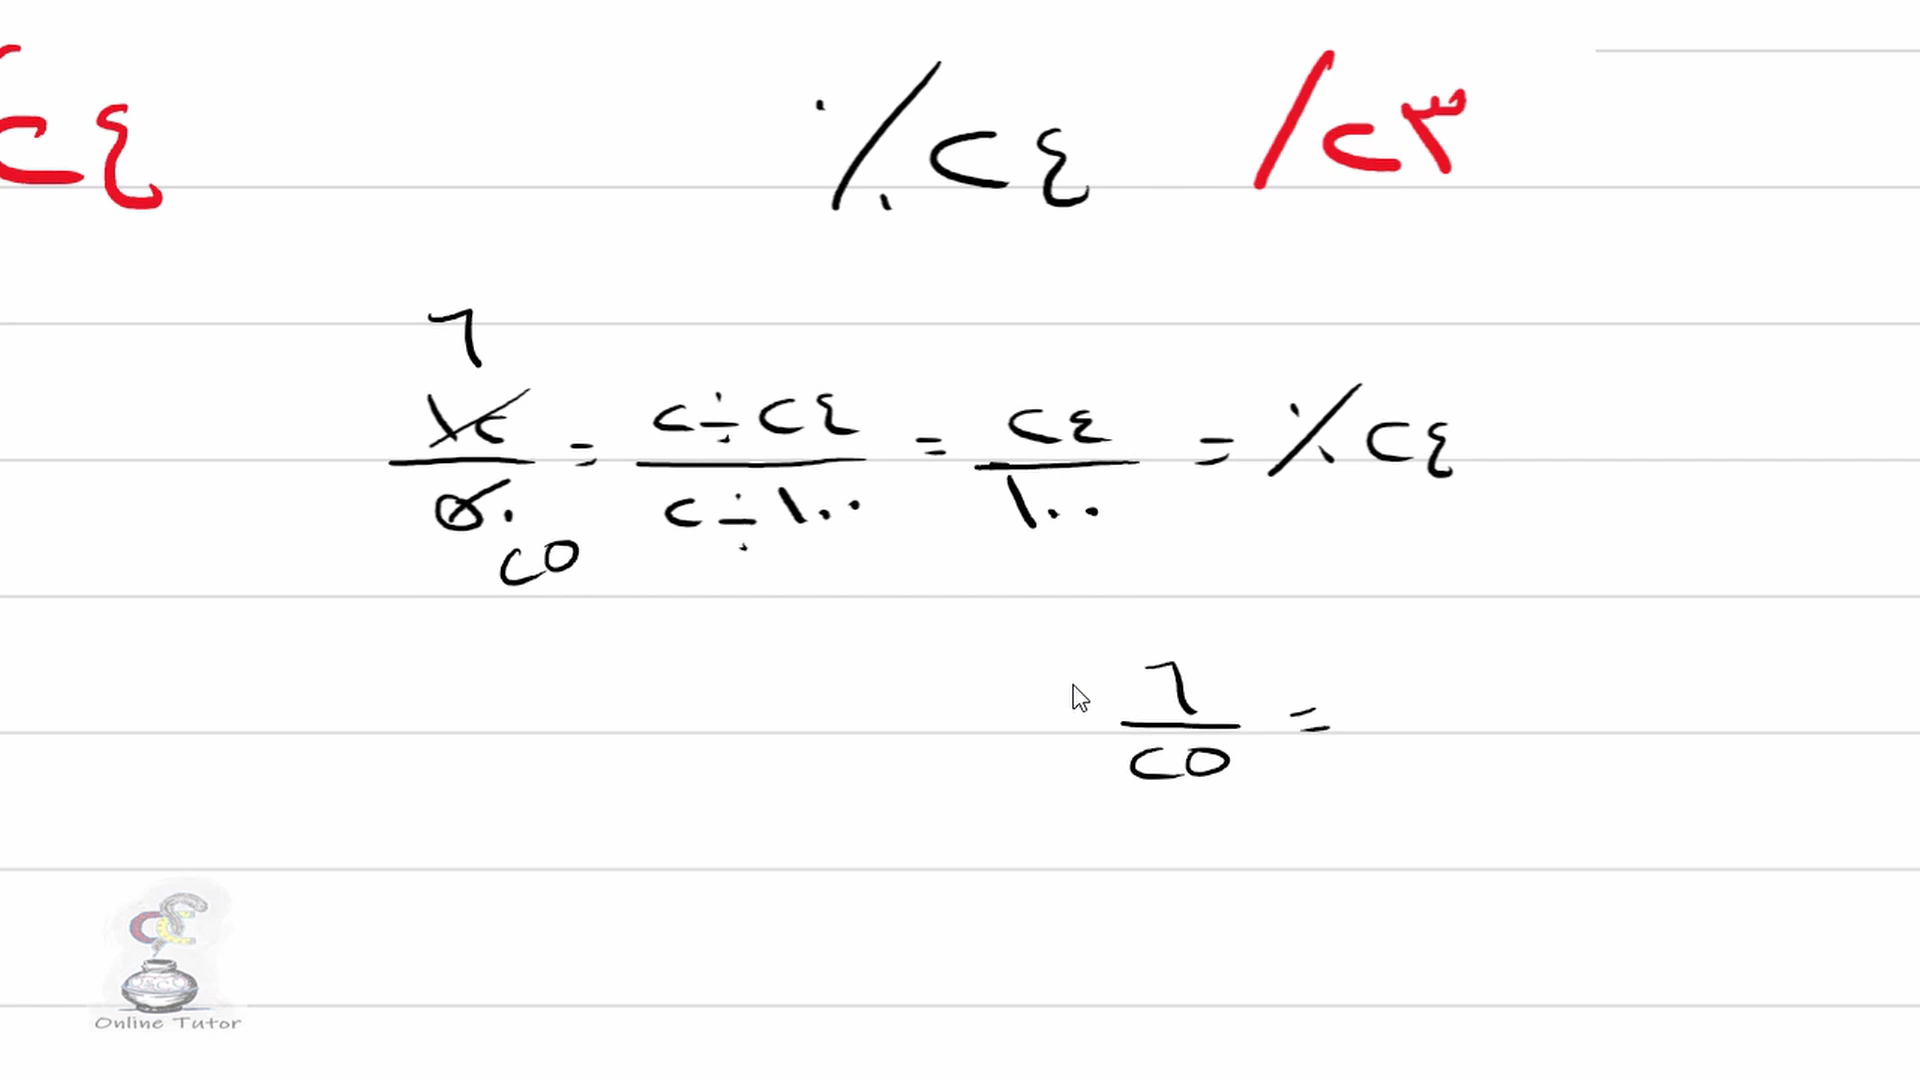 ٢٤ ٪٢٤ /٢٣
٪٢٤ = ٢٤/١٠٠ = ٢÷٢٤/٢÷١٠٠ = ١٢/٥٠ ٦ ٢٥
= ٦/٢٥
Online Tutor